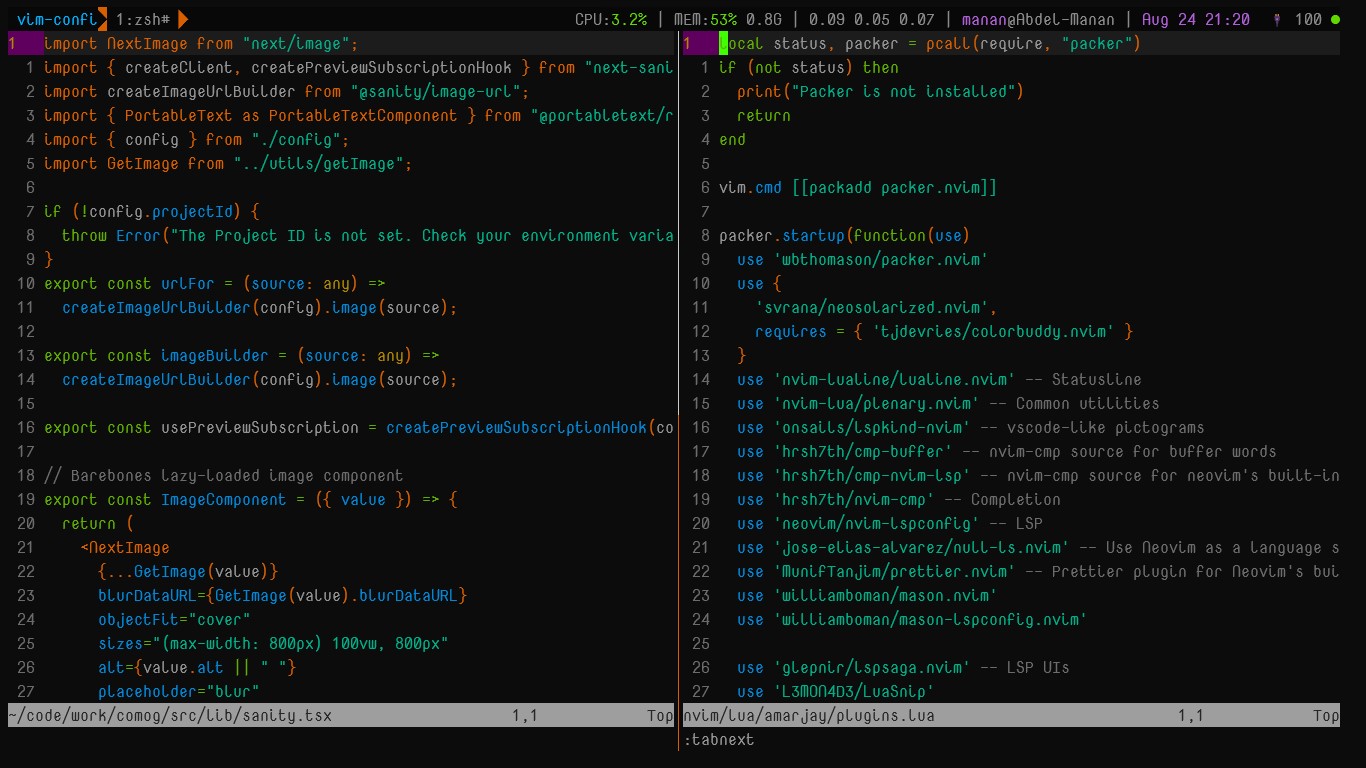 vim-confi 1:zsh# CPU:3.2% | MEM:53% 0.8G | 0.09 0.05 0.07 | manan@Abdel-Manan | Aug 24 21:20 100
1 import NextImage from "next/image";
1 import { createClient, createPreviewSubscriptionHook } from "next-sani
2 import createImageUrlBuilder from "@sanity/image-url";
3 import { PortableText as PortableTextComponent } from "@portabletext/r
4 import { config } from "./config";
5 import GetImage from "../utils/getImage";
6
7 if (!config.projectId) {
8 throw Error("The Project ID is not set. Check your environment varia
9 }
10 export const urlFor = (source: any) =>
11 createImageUrlBuilder(config).image(source);
12
13 export const imageBuilder = (source: any) =>
14 createImageUrlBuilder(config).image(source);
15
16 export const usePreviewSubscription = createPreviewSubscriptionHook(co
17
18 // Barebones lazy-loaded image component
19 export const ImageComponent = ({ value }) => {
20 return (
21 <NextImage
22 {...GetImage(value)}
23 blurDataURL={GetImage(value).blurDataURL}
24 objectFit="cover"
25 sizes="(max-width: 800px) 100vw, 800px"
26 alt={value.alt || " "}
27 placeholder="blur"
~/code/work/comog/src/lib/sanity.tsx 1,1 Top
1 local status, packer = pcall(require, "packer")
1 if (not status) then
2 print("Packer is not installed")
3 return
4 end
5
6 vim.cmd [[packadd packer.nvim]]
7
8 packer.startup(function(use)
9 use 'wbthomason/packer.nvim'
10 use {
11 'svrana/neosolarized.nvim',
12 requires = { 'tjdevries/colorbuddy.nvim' }
13 }
14 use 'nvim-lualine/lualine.nvim' -- Statusline
15 use 'nvim-lua/plenary.nvim' -- Common utilities
16 use 'onsails/lspkind-nvim' -- vscode-like pictograms
17 use 'hrsh7th/cmp-buffer' -- nvim-cmp source for buffer words
18 use 'hrsh7th/cmp-nvim-lsp' -- nvim-cmp source for neovim's built-in
19 use 'hrsh7th/nvim-cmp' -- Completion
20 use 'neovim/nvim-lspconfig' -- LSP
21 use 'jose-elias-alvarez/null-ls.nvim' -- Use Neovim as a language s
22 use 'MunifTanjim/prettier.nvim' -- Prettier plugin for Neovim's bui
23 use 'williamboman/mason.nvim'
24 use 'williamboman/mason-lspconfig.nvim'
25
26 use 'glepnir/lspsaga.nvim' -- LSP UIs
27 use 'L3MON4D3/LuaSnip'
nvim/lua/amarjay/plugins.lua 1,1 Top
:tabnext